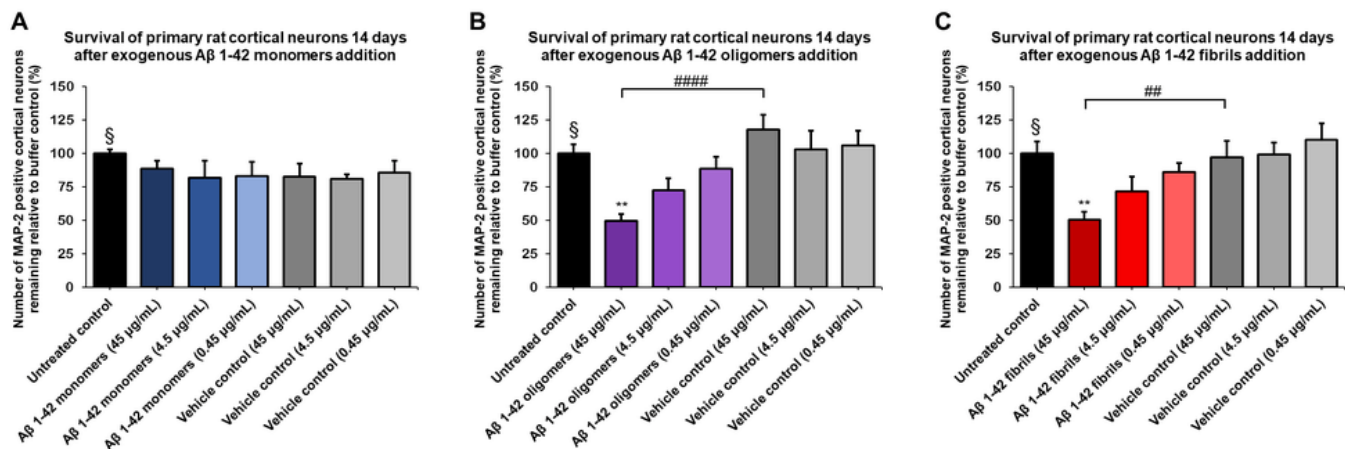 A
Survival of primary rat cortical neurons 14 days
after exogenous Aβ 1-42 monomers addition
Number of MAP-2 positive cortical neurons
remaining relative to buffer control (%)
150
125
100
75
50
25
0
§
Untreated control
Aβ 1-42 monomers (45 µg/mL)
Aβ 1-42 monomers (4.5 µg/mL)
Aβ 1-42 monomers (0.45 µg/mL)
Vehicle control (45 µg/mL)
Vehicle control (4.5 µg/mL)
Vehicle control (0.45 µg/mL)
B
Survival of primary rat cortical neurons 14 days
after exogenous Aβ 1-42 oligomers addition
Number of MAP-2 positive cortical neurons
remaining relative to buffer control (%)
150
125
100
75
50
25
0
####
§
**
Untreated control
Aβ 1-42 oligomers (45 µg/mL)
Aβ 1-42 oligomers (4.5 µg/mL)
Aβ 1-42 oligomers (0.45 µg/mL)
Vehicle control (45 µg/mL)
Vehicle control (4.5 µg/mL)
Vehicle control (0.45 µg/mL)
C
Survival of primary rat cortical neurons 14 days
after exogenous Aβ 1-42 fibrils addition
Number of MAP-2 positive cortical neurons
remaining relative to buffer control (%)
150
125
100
75
50
25
0
##
§
**
Untreated control
Aβ 1-42 fibrils (45 µg/mL)
Aβ 1-42 fibrils (4.5 µg/mL)
Aβ 1-42 fibrils (0.45 µg/mL)
Vehicle control (45 µg/mL)
Vehicle control (4.5 µg/mL)
Vehicle control (0.45 µg/mL)